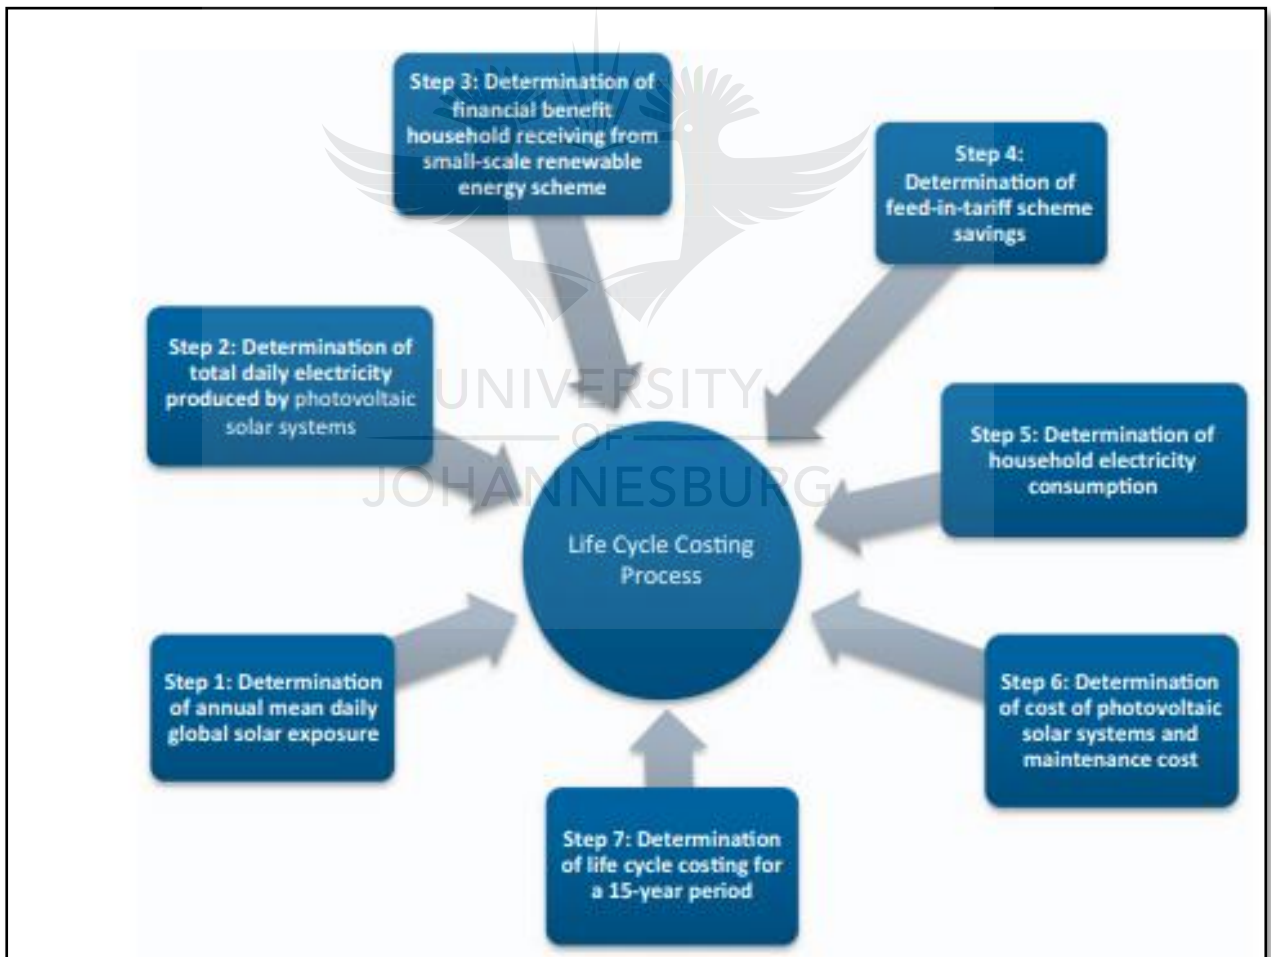 Step 3: Determination of
financial benefit
household receiving from
small-scale renewable
energy scheme
Step 4:
Determination of
feed-in-tariff scheme
savings
Step 2: Determination of
total daily electricity
produced by photovoltaic
solar systems
UNIVERSITY
OF
JOHANNESBURG
Step 5: Determination of
household electricity
consumption
Life Cycle Costing
Process
Step 1: Determination
of annual mean daily
global solar exposure
Step 6: Determination
of cost of photovoltaic
solar systems and
maintenance cost
Step 7: Determination
of life cycle costing for
a 15-year period